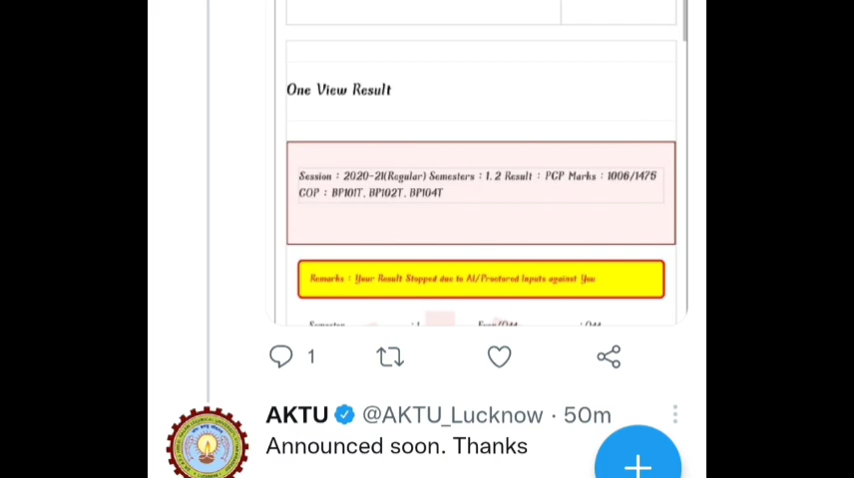 One View Result
Session : 2020-21(Regular) Semesters : 1, 2 Result : PCP Marks : 1006/1475
COP : BP101T, BP102T, BP104T
Remarks : Your Result Stopped due to AI/Proctored Inputs against You
1
AKTU @AKTU_Lucknow · 50m
Announced soon. Thanks